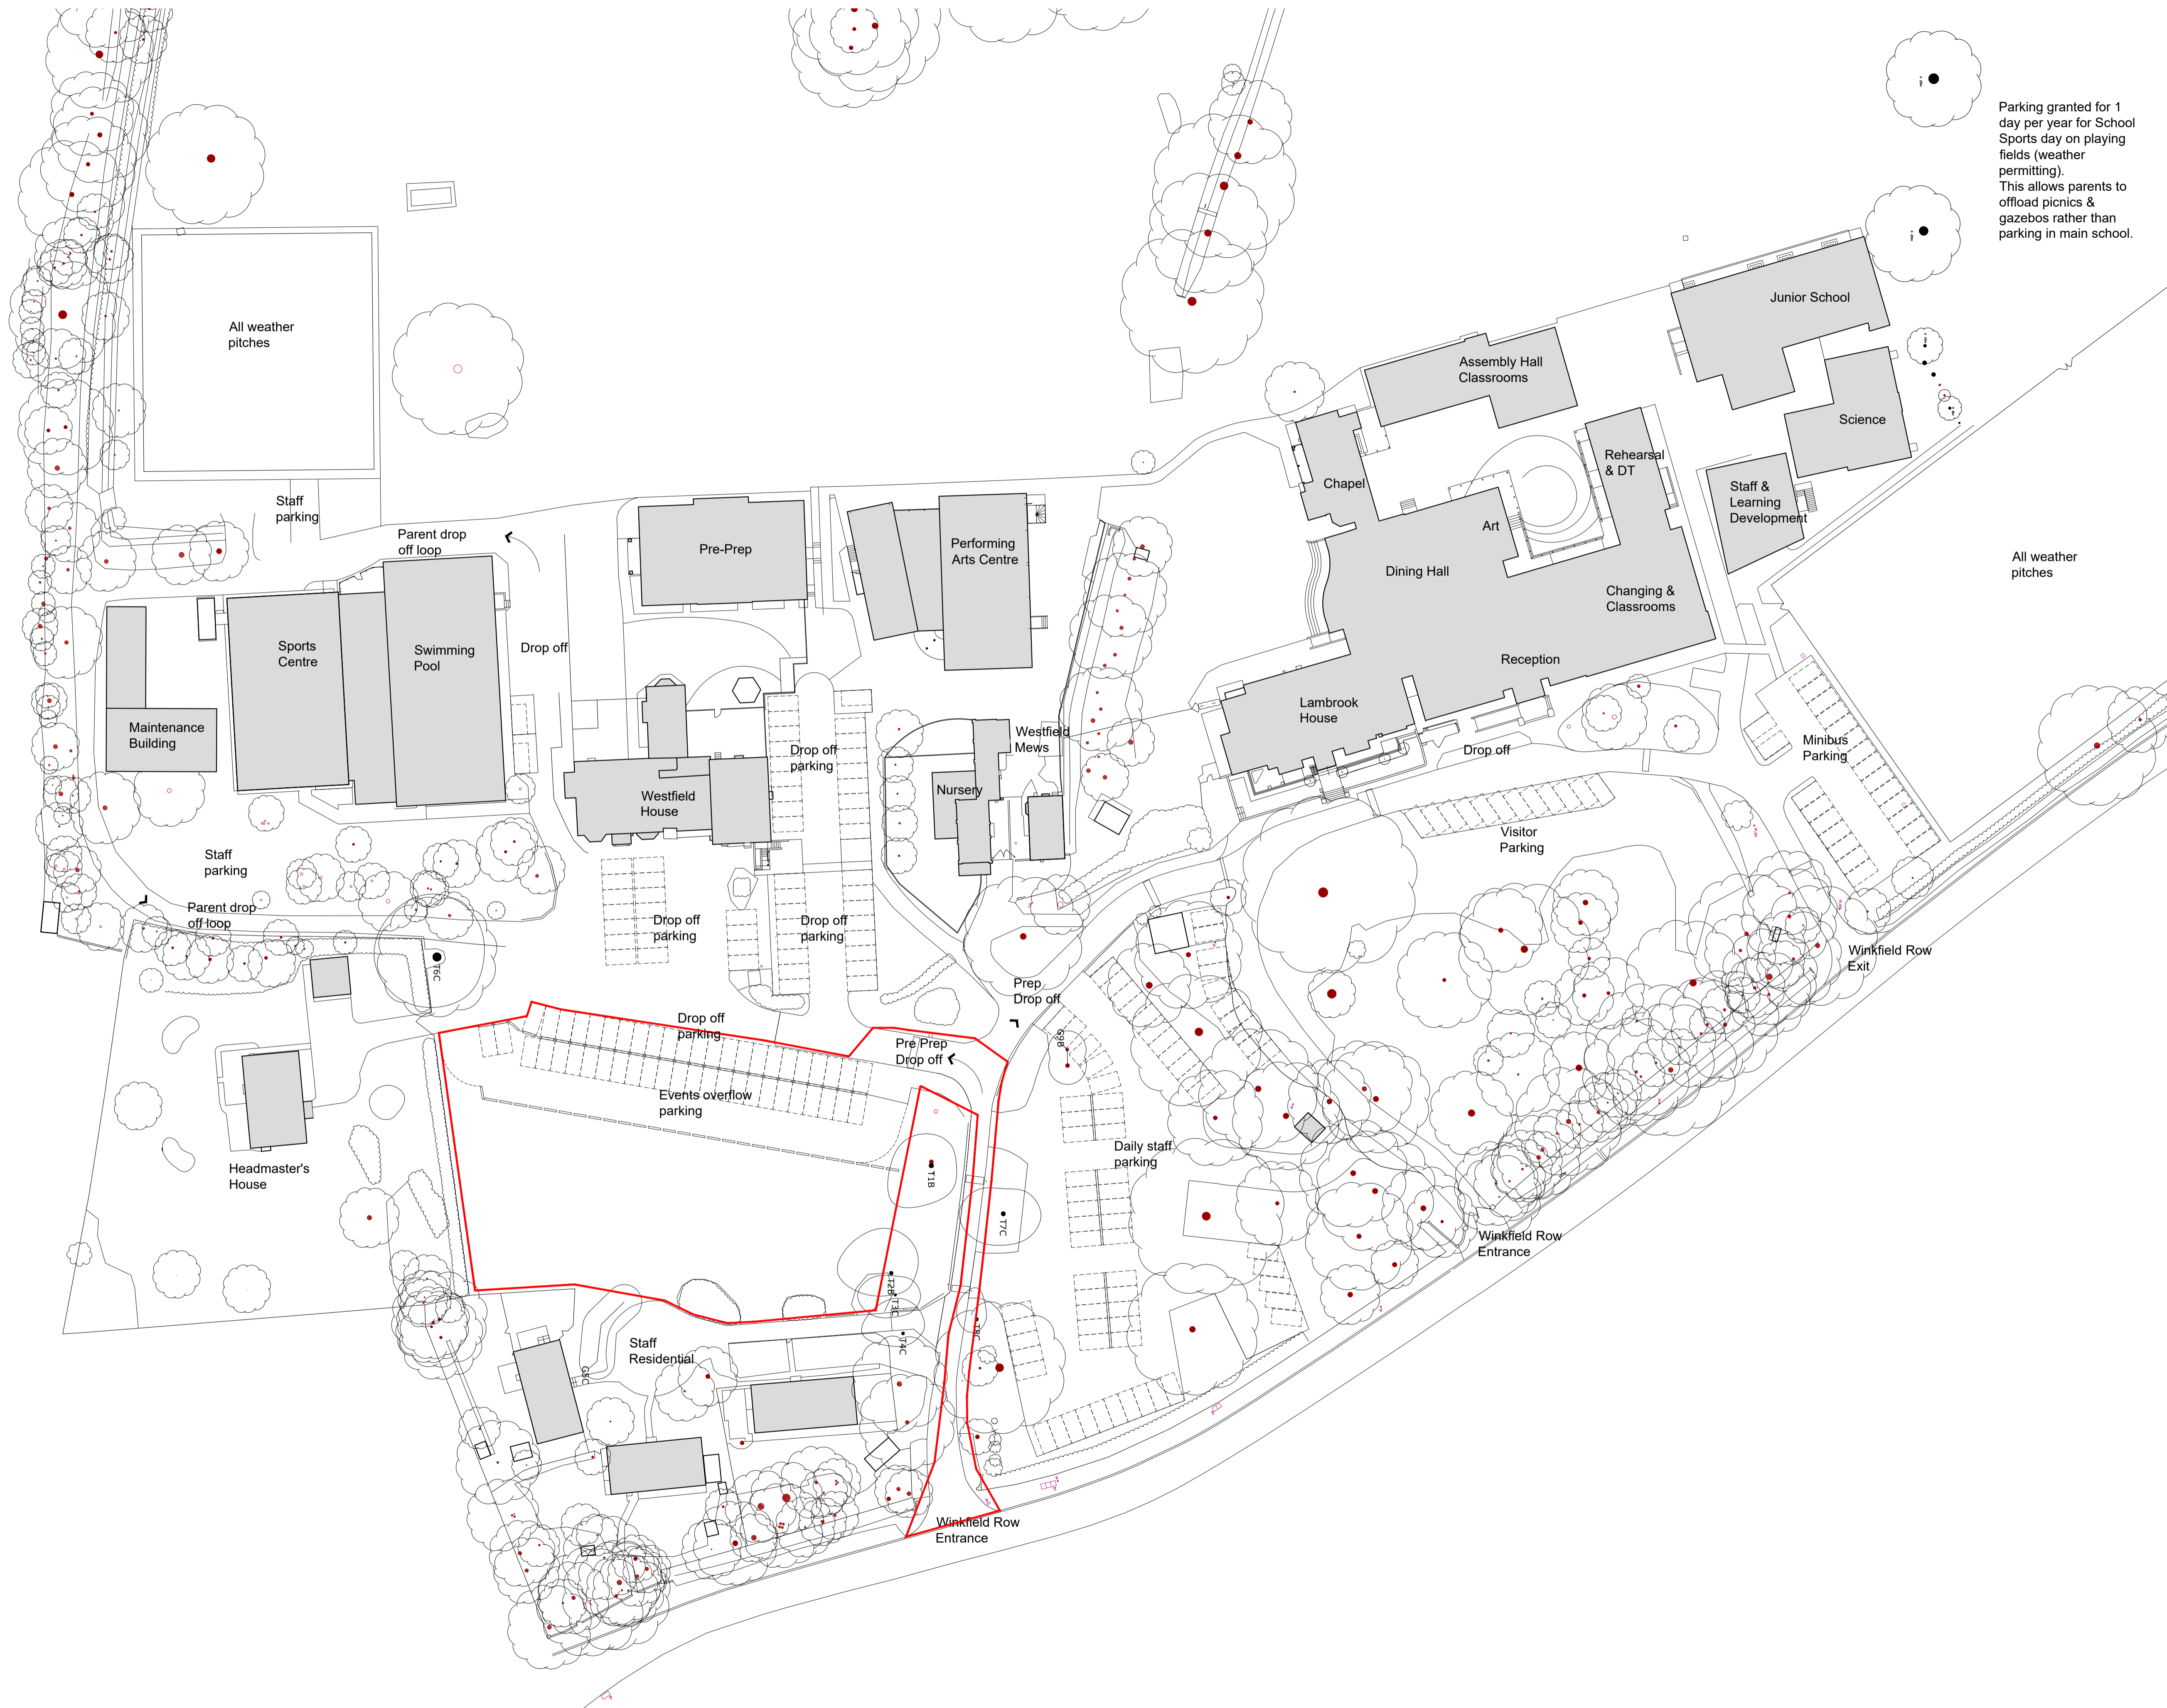 Parking granted for 1
day per year for School
Sports day on playing
fields (weather
permitting).
This allows parents to
offload picnics &
gazebos rather than
parking in main school.
Junior School
All weather
pitches
Assembly Hall
Classrooms
Science
Rehearsal
& DT
Chapel
Staff &
Learning
Development
Staff
parking
Art
Parent drop
off loop
Pre-Prep
Performing
Arts Centre
All weather
pitches
Dining Hall
Changing &
Classrooms
Sports
Centre
Swimming
Pool
Drop off
Reception
Lambrook
House
Maintenance
Building
Westfield
Mews
Drop off
parking
Drop off
Minibus
Parking
Westfield
House
Nursery
Visitor
Parking
Staff
parking
Parent drop
off loop
Drop off
parking
Drop off
parking
Winkfield Row
Exit
T6C
Prep
Drop off
Drop off
parking
Pre Prep
Drop off
G9B
Events overflow
parking
Daily staff
parking
Headmaster's
House
T1B
T7C
Winkfield Row
Entrance
T2B
T3C
T8C
T4C
Staff
Residential
G5C
Winkfield Row
Entrance